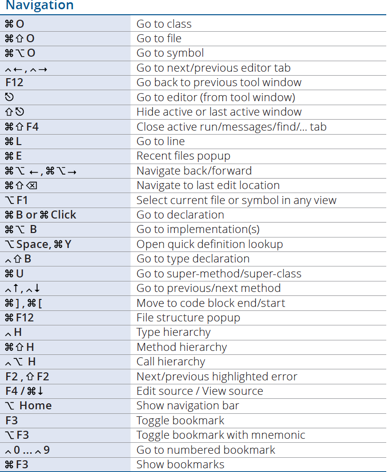 Navigation
⌘ O Go to class
⌘ ⇧ O Go to file
⌘ ⌥ O Go to symbol
⌃ ←, ⌃ → Go to next/previous editor tab
F12 Go back to previous tool window
⎋ Go to editor (from tool window)
⇧ ⎋ Hide active or last active window
⌘ ⇧ F4 Close active run/messages/find/... tab
⌘ L Go to line
⌘ E Recent files popup
⌘ ⌥ ←, ⌘ ⌥ → Navigate back/forward
⌘ ⇧ ⌫ Navigate to last edit location
⌥ F1 Select current file or symbol in any view
⌘ B or ⌘ Click Go to declaration
⌘ ⌥ B Go to implementation(s)
⌥ Space, ⌘ Y Open quick definition lookup
⌃ ⇧ B Go to type declaration
⌘ U Go to super-method/super-class
⌃ ↑, ⌃ ↓ Go to previous/next method
⌘ ], ⌘ [ Move to code block end/start
⌘ F12 File structure popup
⌃ H Type hierarchy
⌘ ⇧ H Method hierarchy
⌃ ⌥ H Call hierarchy
F2 , ⇧ F2 Next/previous highlighted error
F4 / ⌘ ↓ Edit source / View source
⌥ Home Show navigation bar
F3 Toggle bookmark
⌥ F3 Toggle bookmark with mnemonic
⌃ 0 ... ⌃ 9 Go to numbered bookmark
⌘ F3 Show bookmarks